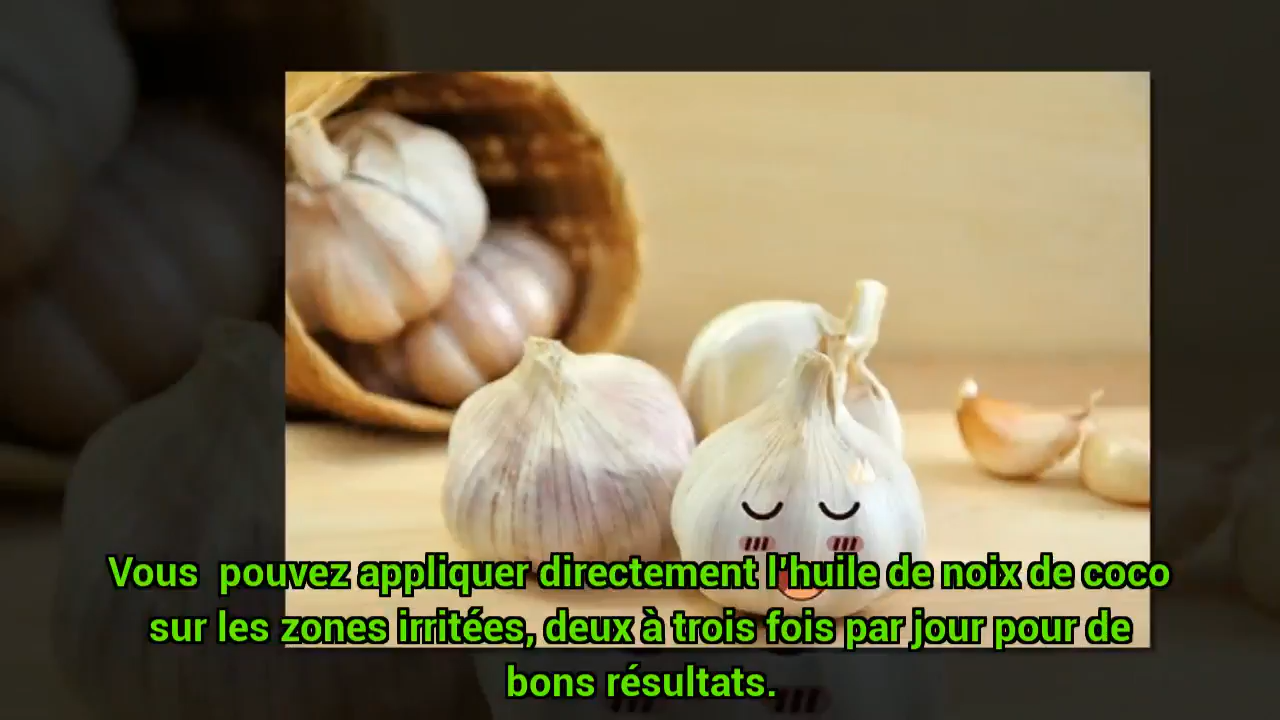 Vous  pouvez appliquer directement l'huile de noix de coco
sur les zones irritées, deux à trois fois par jour pour de
bons résultats.